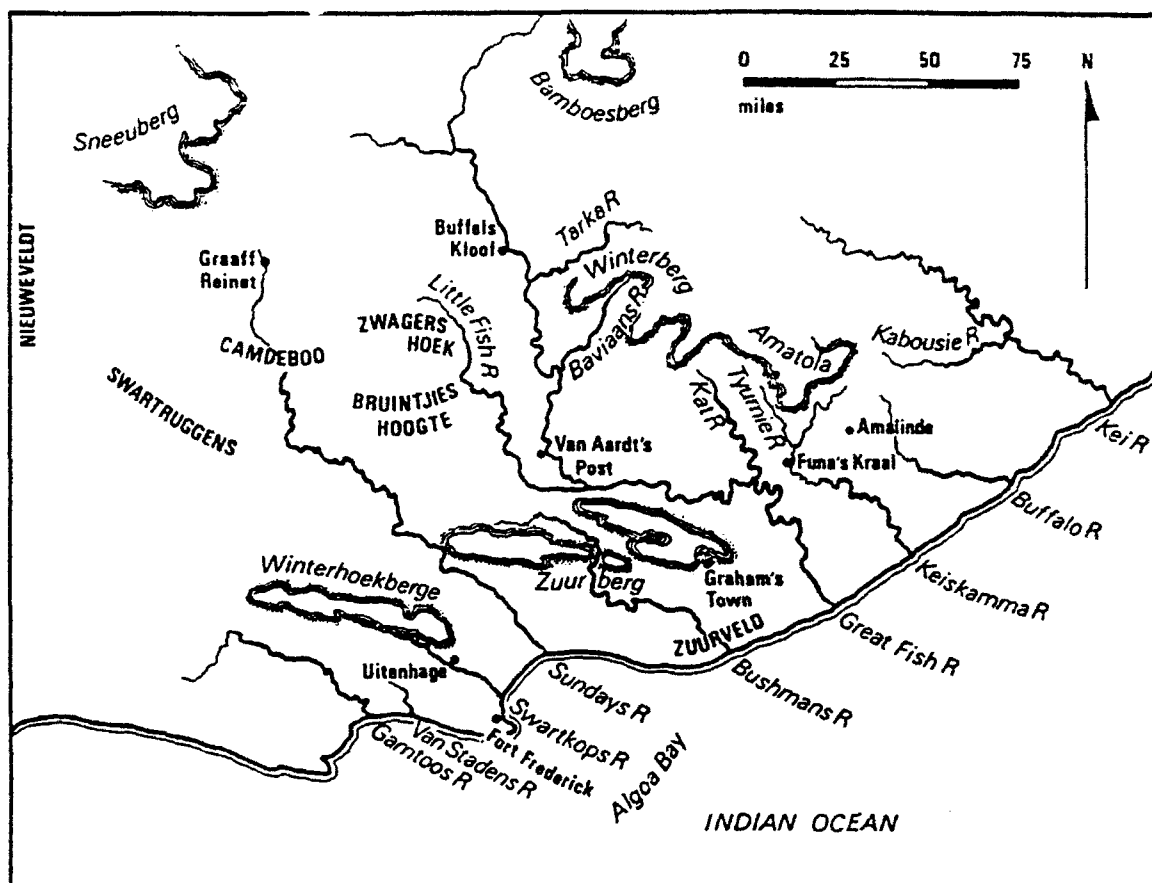 0 25 50 75
miles
N
Sneeuberg
Bamboesberg
NIEUWEVELDT
Graaff
Reinet
Buffels
Kloof
Tarka R
Winterberg
Little Fish R
ZWAGERS
HOEK
Baviaans R
CAMDEBOO
SWARTRUGGENS
BRUINTJIES
HOOGTE
Amatola
Kabousie R
Kat R
Tyumie R
Amalinde
Kei R
Van Aardt's
Post
Funa's Kraal
Buffalo R
Winterhoekberge
Zuurberg
Graham's
Town
Keiskamma R
ZUURVELD
Great Fish R
Uitenhage
Sundays R
Bushmans R
Swartkops R
Fort Frederick
Van Stadens R
Gamtoos R
Algoa Bay
INDIAN OCEAN